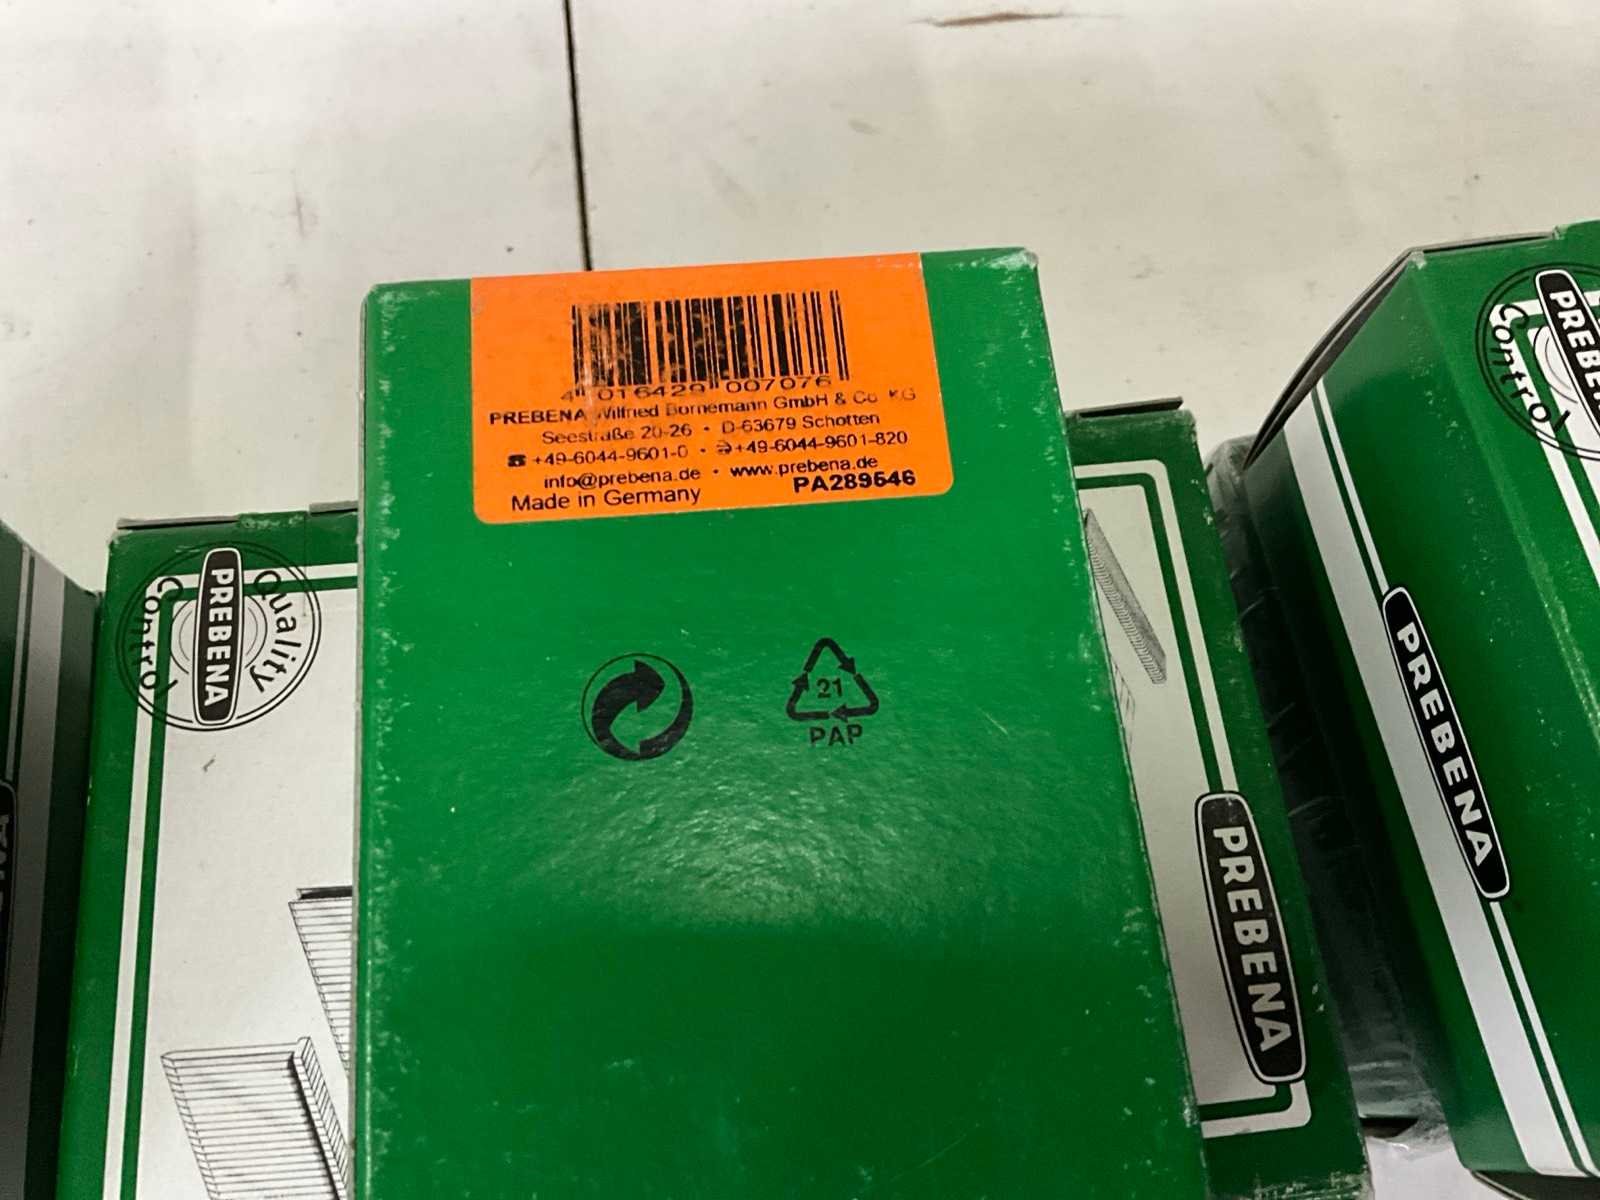 4 016429 007076
PREBENA Wilfried Bornemann GmbH & Co. KG
Seestraße 20-26 • D-63679 Schotten
☎ +49-6044-9601-0 • +49-6044-9601-820
info@prebena.de • www.prebena.de
Made in Germany PA289546
21
PAP
Quality
PREBENA
Control
PREBENA
PREBENA
Control